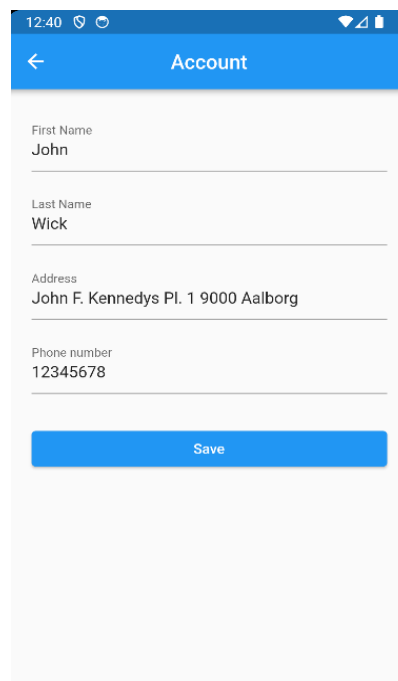 12:40
Account
First Name
John
Last Name
Wick
Address
John F. Kennedys Pl. 1 9000 Aalborg
Phone number
12345678
Save